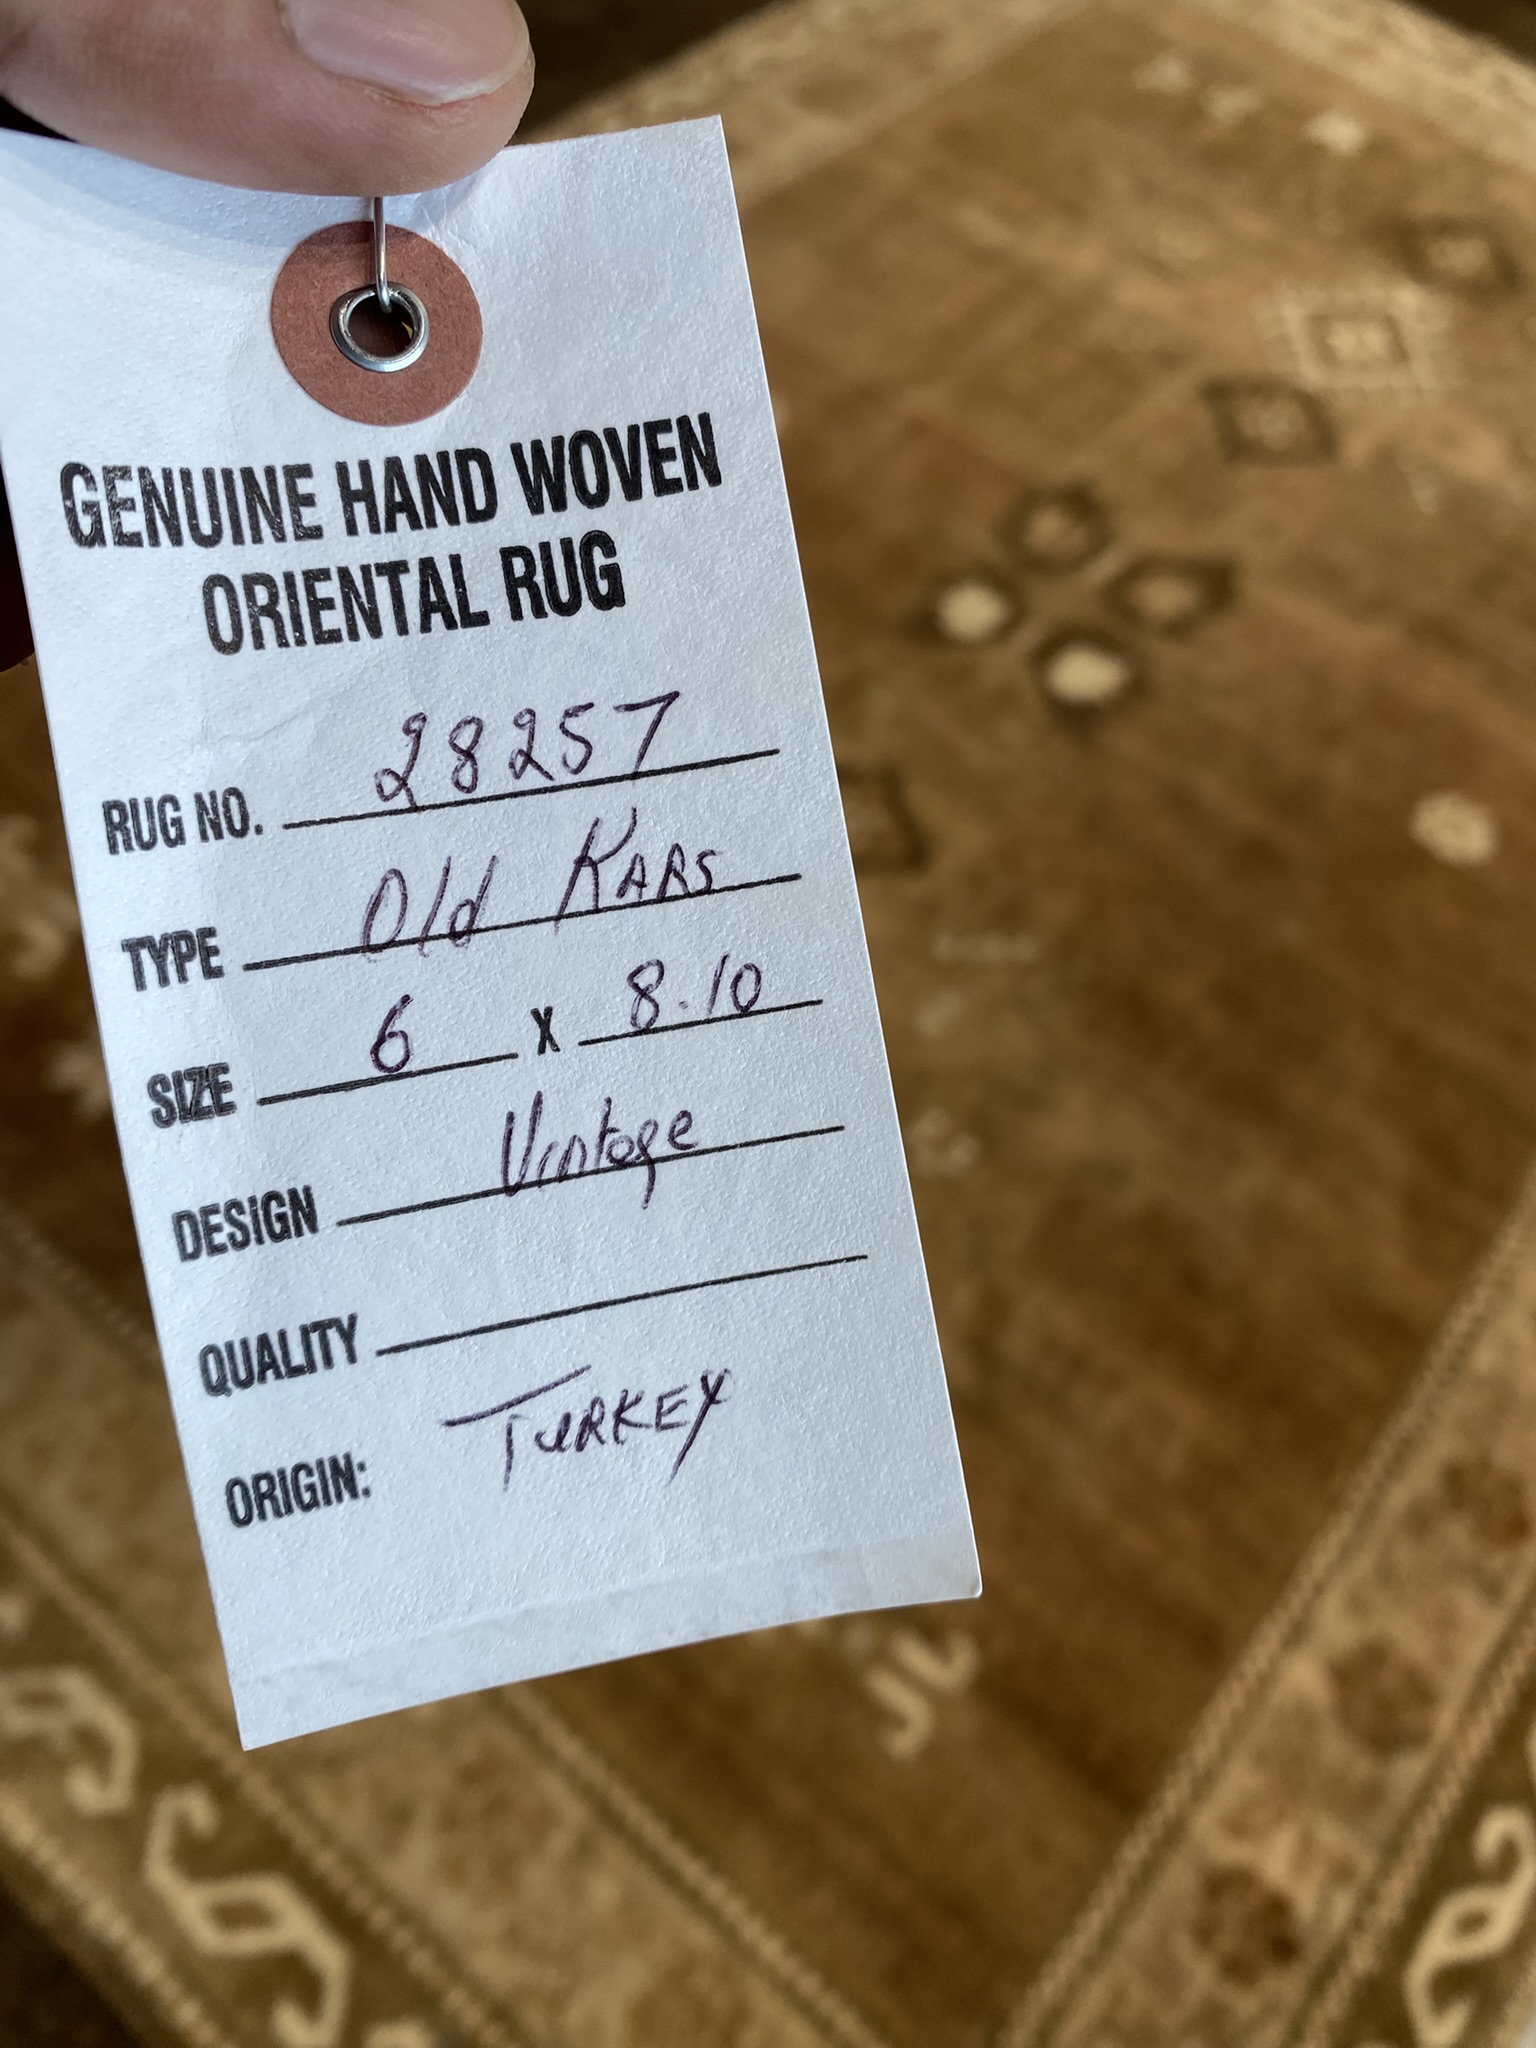 GENUINE HAND WOVEN
ORIENTAL RUG
RUG NO. 28257
TYPE Old KARS
SIZE 6 X 8.10
DESIGN Vintage
QUALITY
ORIGIN: TURKEY